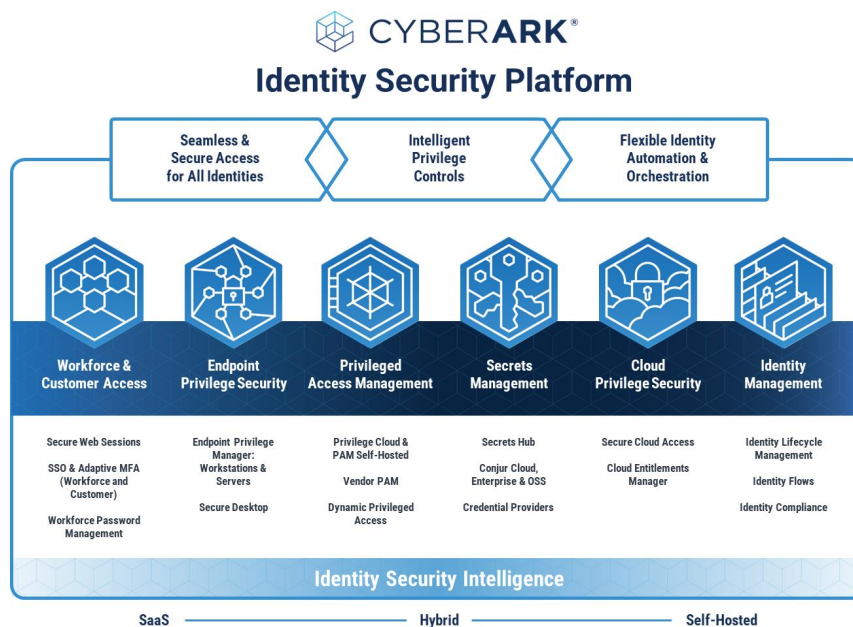 CYBERARK®
Identity Security Platform
Seamless &
Secure Access
for All Identities
Intelligent
Privilege
Controls
Flexible Identity
Automation &
Orchestration
Workforce &
Customer Access
Endpoint
Privilege Security
Privileged
Access Management
Secrets
Management
Cloud
Privilege Security
Identity
Management
Secure Web Sessions
SSO & Adaptive MFA
(Workforce and
Customer)
Workforce Password
Management
Endpoint Privilege
Manager:
Workstations &
Servers
Secure Desktop
Privilege Cloud &
PAM Self-Hosted
Vendor PAM
Dynamic Privileged
Access
Secrets Hub
Conjur Cloud,
Enterprise & OSS
Credential Providers
Secure Cloud Access
Cloud Entitlements
Manager
Identity Lifecycle
Management
Identity Flows
Identity Compliance
Identity Security Intelligence
SaaS
Hybrid
Self-Hosted